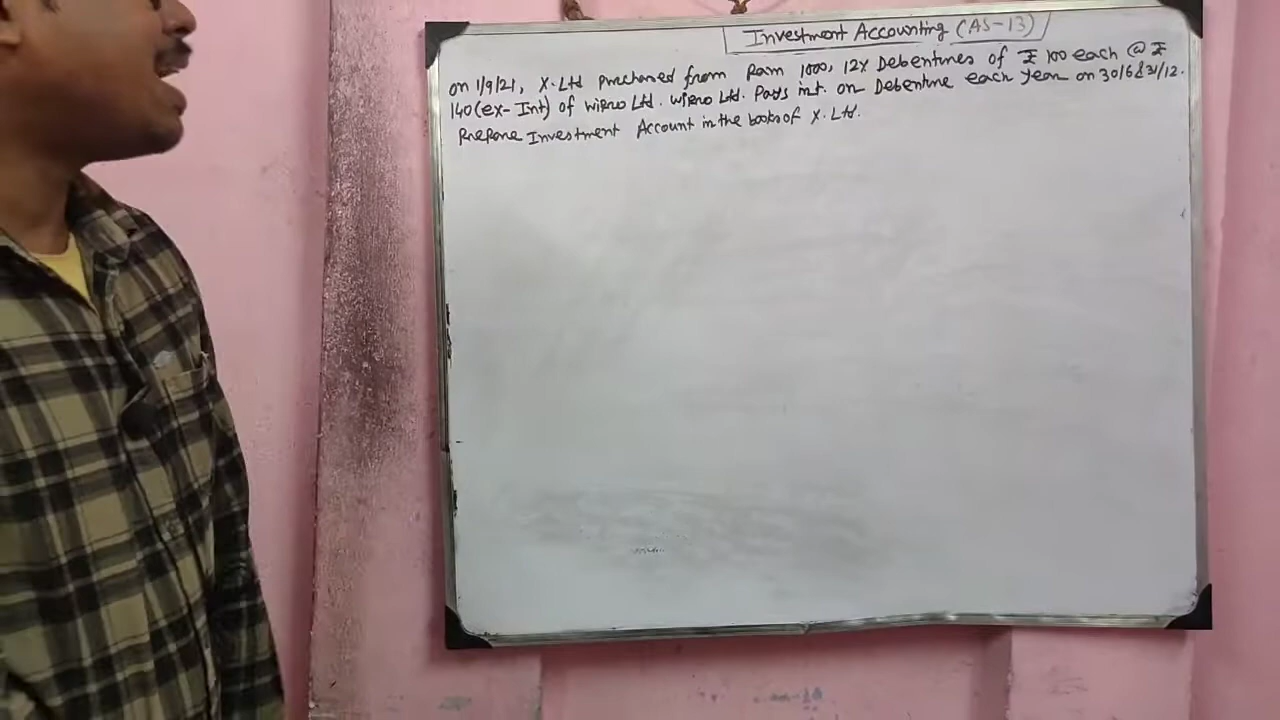 Investment Accounting (AS-13)
on 1/9/21, X.Ltd purchased from Ram 1000, 12% Debentures of ₹ 100 each @ ₹
140 (ex-Int) of wipro Ltd. wipro Ltd. Pays int. on Debenture each year on 30/6 & 31/12.
Prepare Investment Account in the books of X.Ltd.